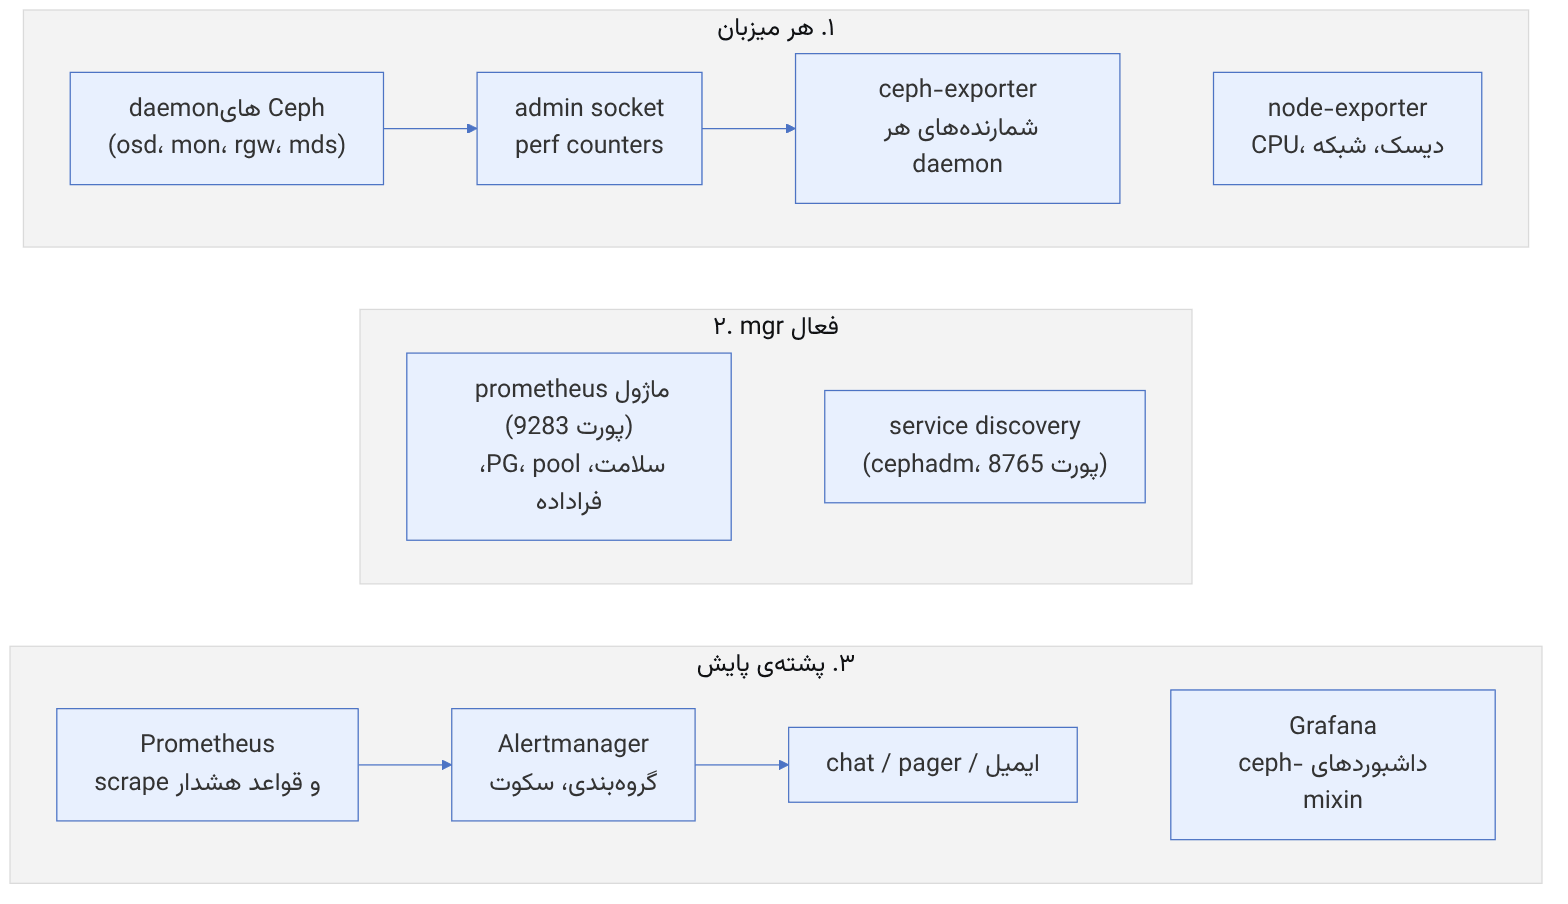 ۱. هر میزبان
daemonهای Ceph
(osd، mon، rgw، mds)
admin socket
perf counters
ceph-exporter
شمارنده‌های هر
daemon
node-exporter
CPU، دیسک، شبکه
۲. mgr فعال
ماژول prometheus
(پورت 9283)
سلامت، PG، pool،
فراداده
service discovery
(cephadm، پورت 8765)
۳. پشته‌ی پایش
Prometheus
scrape و قواعد هشدار
Alertmanager
گروه‌بندی، سکوت
ایمیل / chat / pager
Grafana
داشبوردهای ceph-
mixin